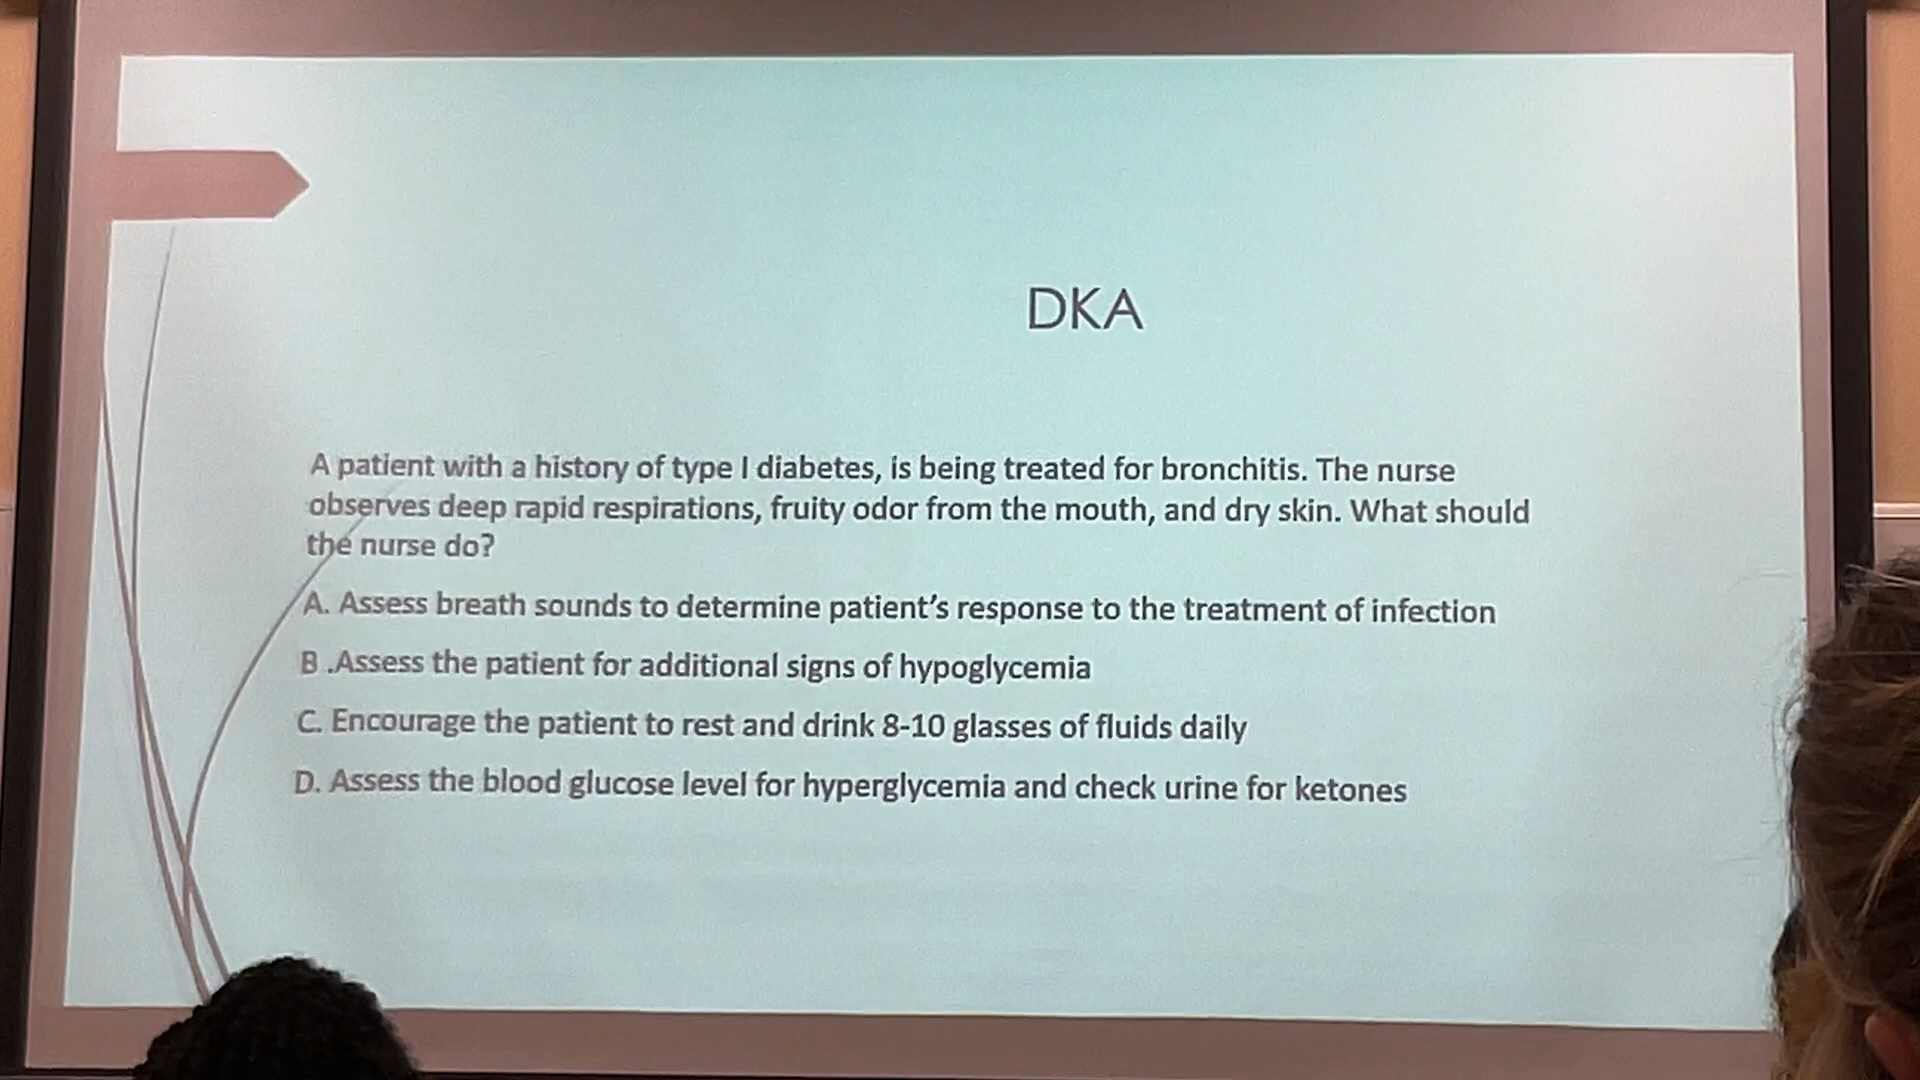 DKA
A patient with a history of type I diabetes, is being treated for bronchitis. The nurse
observes deep rapid respirations, fruity odor from the mouth, and dry skin. What should
the nurse do?
A. Assess breath sounds to determine patient's response to the treatment of infection
B .Assess the patient for additional signs of hypoglycemia
C. Encourage the patient to rest and drink 8-10 glasses of fluids daily
D. Assess the blood glucose level for hyperglycemia and check urine for ketones